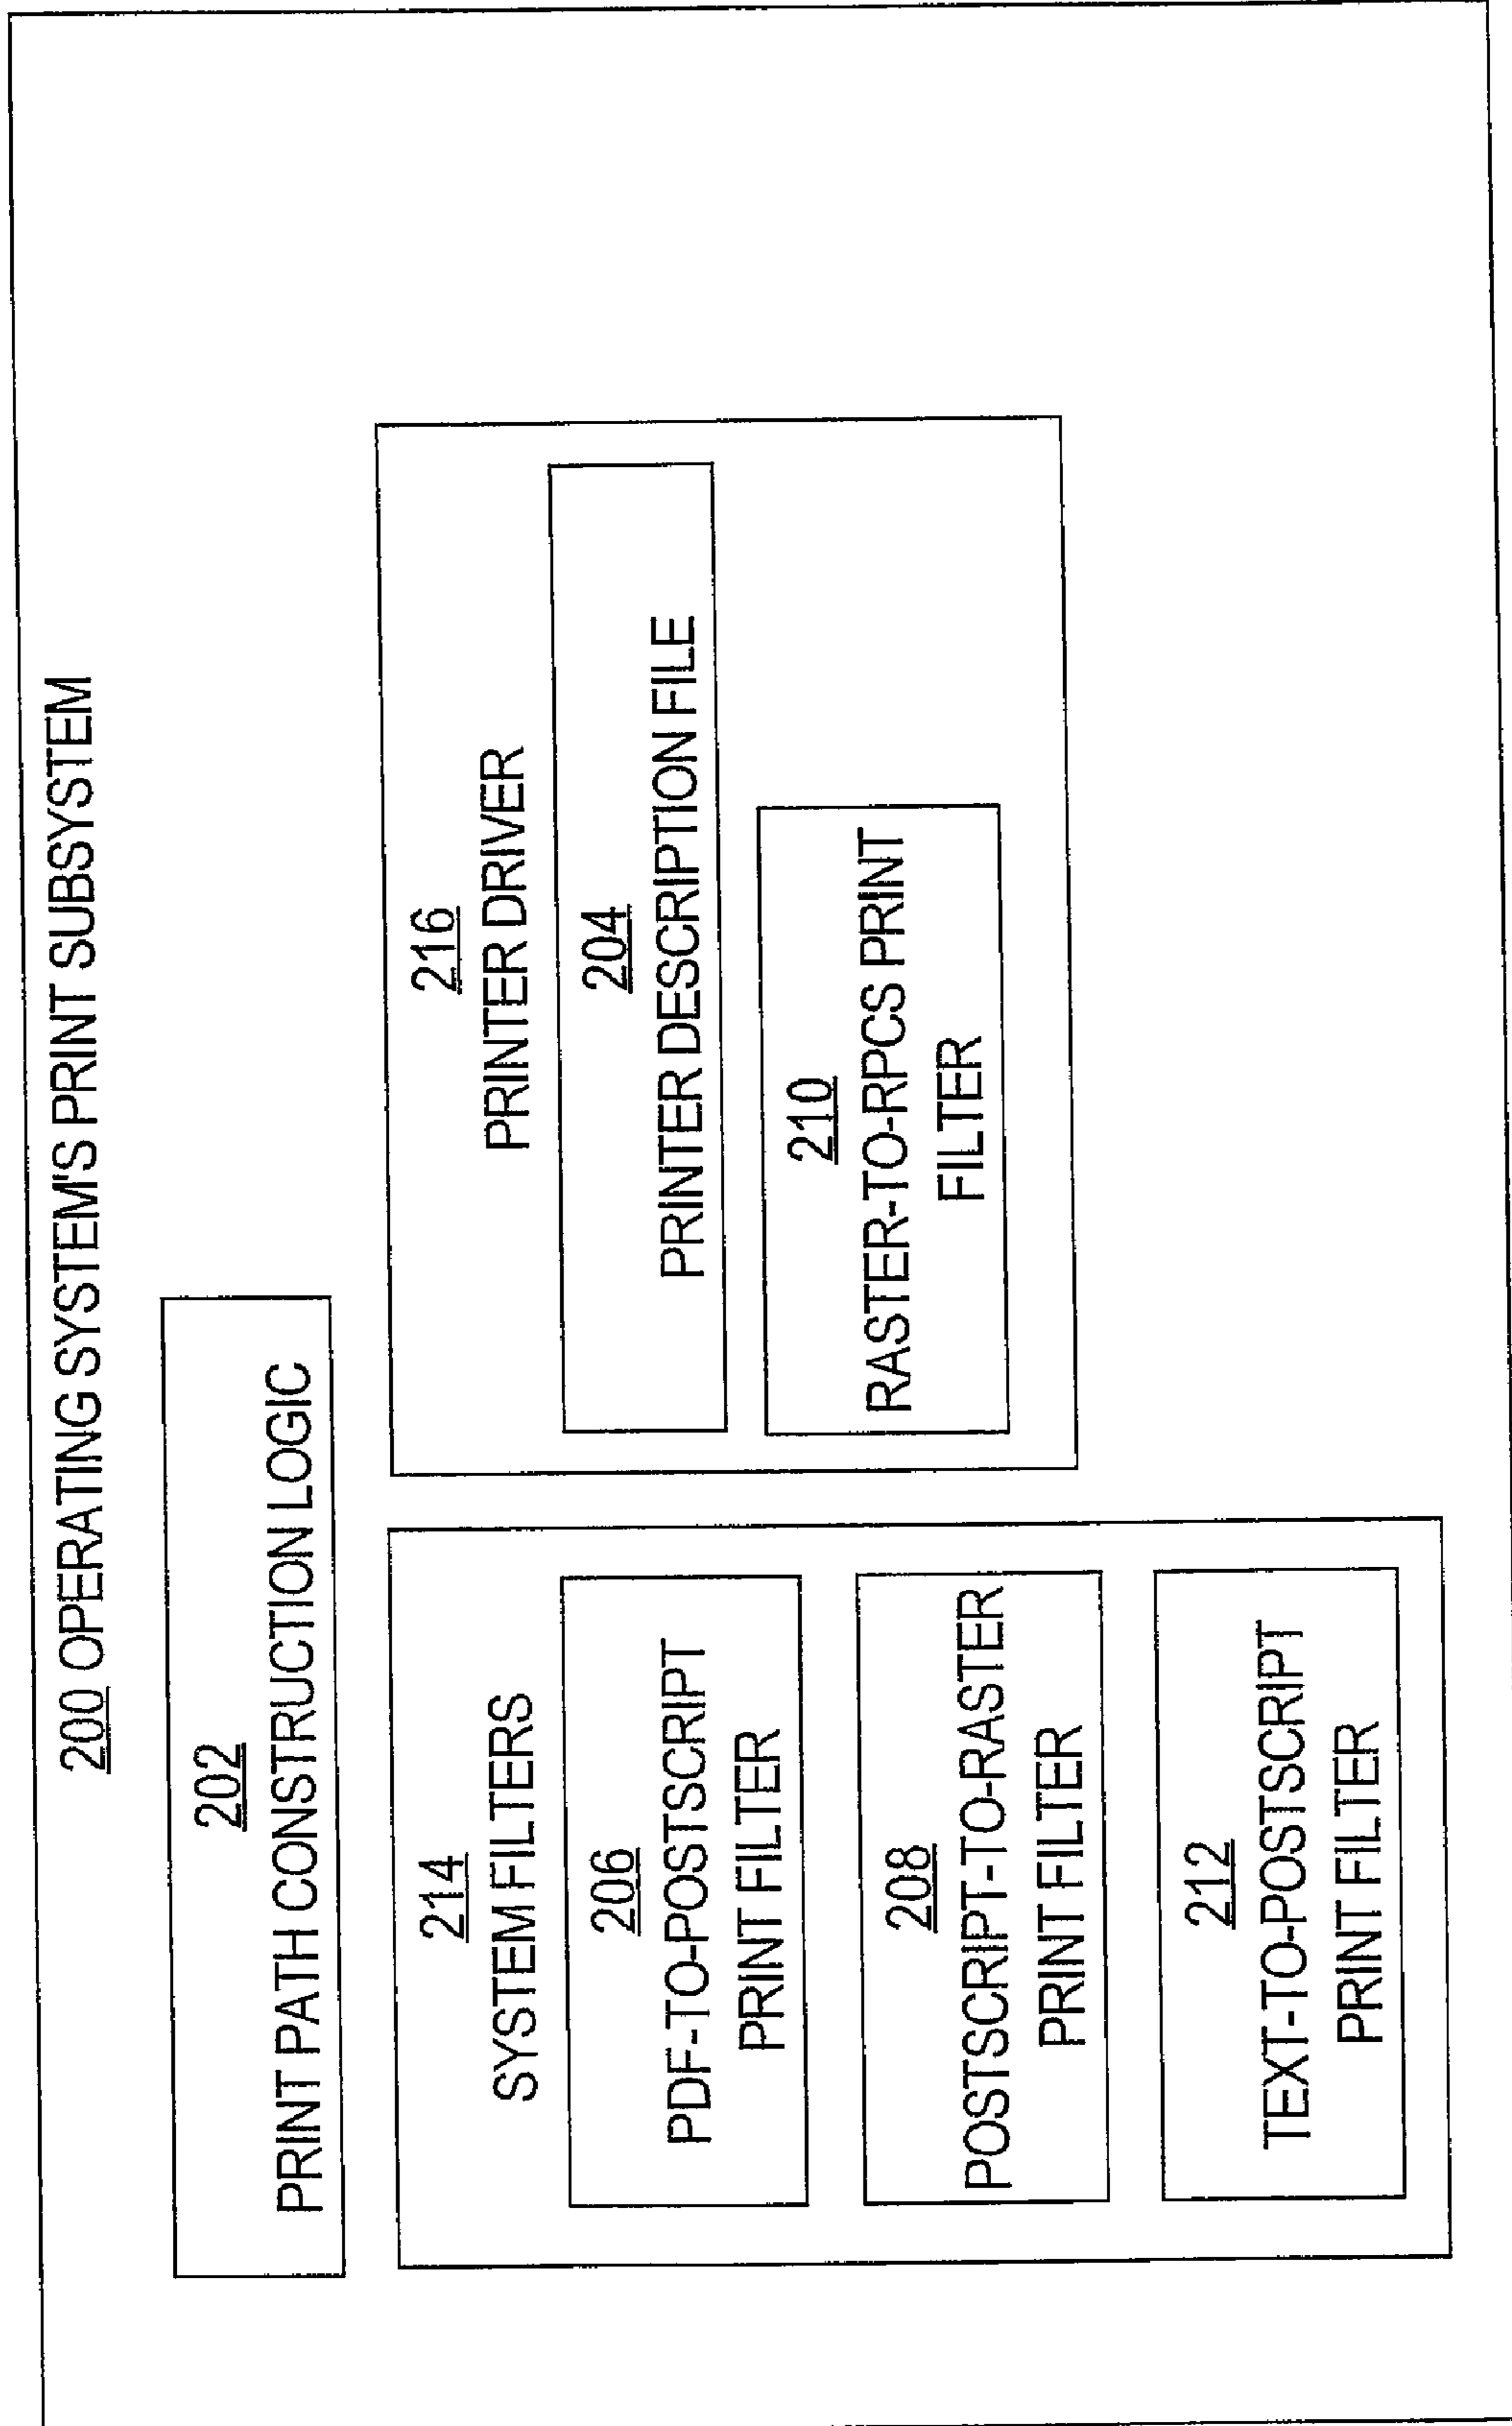 200 OPERATING SYSTEM'S PRINT SUBSYSTEM
202
PRINT PATH CONSTRUCTION LOGIC
214
SYSTEM FILTERS
206
PDF-TO-POSTSCRIPT
PRINT FILTER
208
POSTSCRIPT-TO-RASTER
PRINT FILTER
212
TEXT-TO-POSTSCRIPT
PRINT FILTER
216
PRINTER DRIVER
204
PRINTER DESCRIPTION FILE
210
RASTER-TO-RPCS PRINT
FILTER